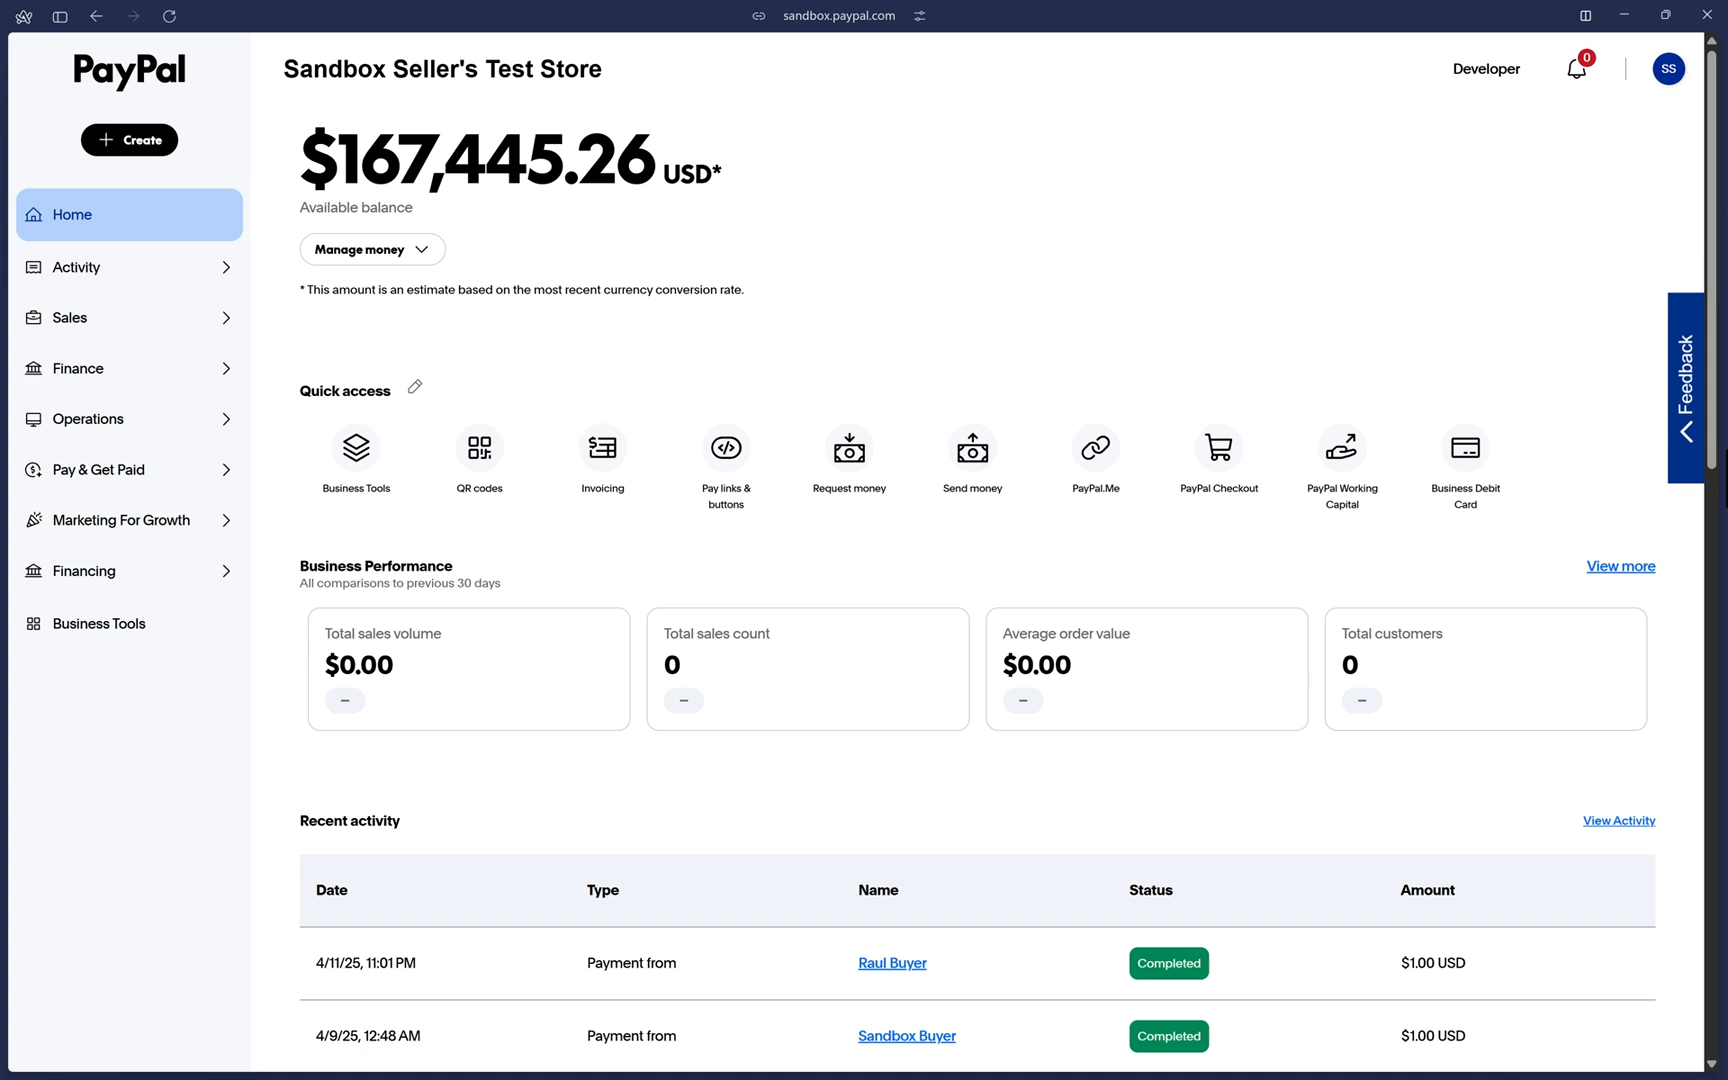 sandbox.paypal.com
PayPal
Create
Home
Activity
Sales
Finance
Operations
Pay & Get Paid
Marketing For Growth
Financing
Business Tools
Sandbox Seller's Test Store
Developer
0
SS
$167,445.26 USD*
Available balance
Manage money
* This amount is an estimate based on the most recent currency conversion rate.
Feedback
Quick access
Business Tools
QR codes
Invoicing
Pay links &
buttons
Request money
Send money
PayPal.Me
PayPal Checkout
PayPal Working
Capital
Business Debit
Card
Business Performance
View more
All comparisons to previous 30 days
Total sales volume
$0.00
–
Total sales count
0
–
Average order value
$0.00
–
Total customers
0
–
Recent activity
View Activity
Date Type Name Status Amount
4/11/25, 11:01 PM Payment from Raul Buyer Completed $1.00 USD
4/9/25, 12:48 AM Payment from Sandbox Buyer Completed $1.00 USD